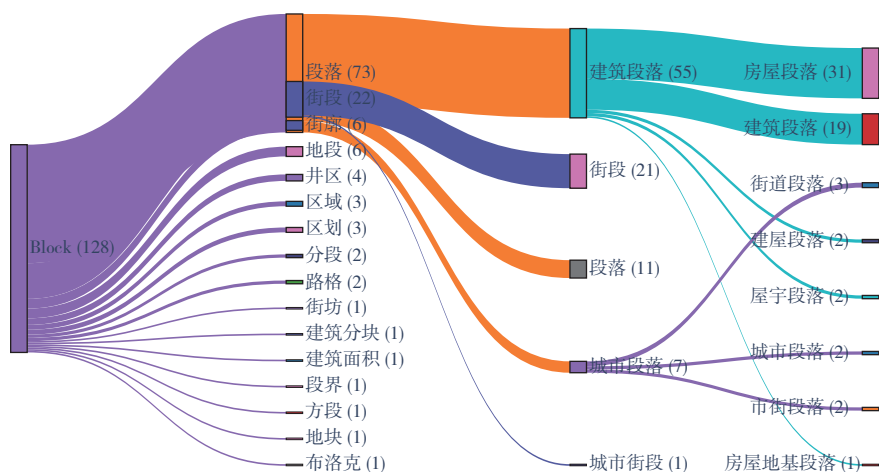 Block (128)
段落 (73)
街段 (22)
街廓 (6)
地段 (6)
井区 (4)
区域 (3)
区划 (3)
分段 (2)
路格 (2)
街坊 (1)
建筑分块 (1)
建筑面积 (1)
段界 (1)
方段 (1)
地块 (1)
布洛克 (1)
建筑段落 (55)
街段 (21)
段落 (11)
城市段落 (7)
城市街段 (1)
房屋段落 (31)
建筑段落 (19)
街道段落 (3)
建屋段落 (2)
屋宇段落 (2)
城市段落 (2)
市街段落 (2)
房屋地基段落 (1)